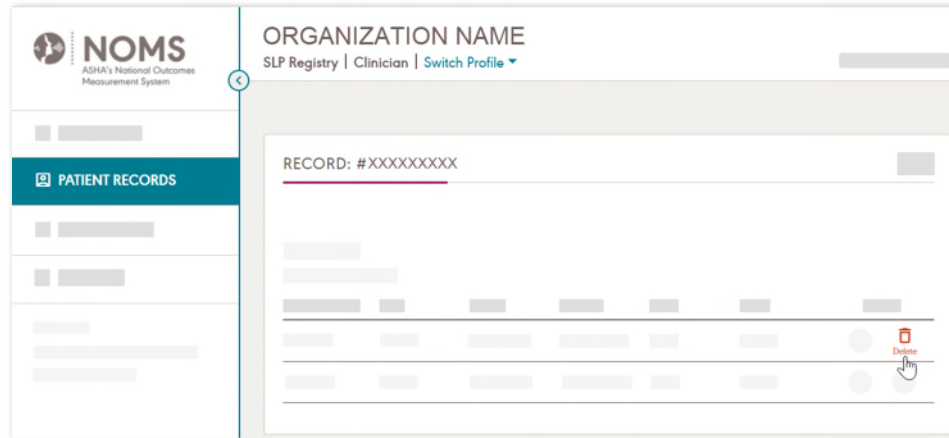 NOMS
ASHA's National Outcomes
Measurement System
ORGANIZATION NAME
SLP Registry | Clinician | Switch Profile
PATIENT RECORDS
RECORD: #XXXXXXXXX
Delete